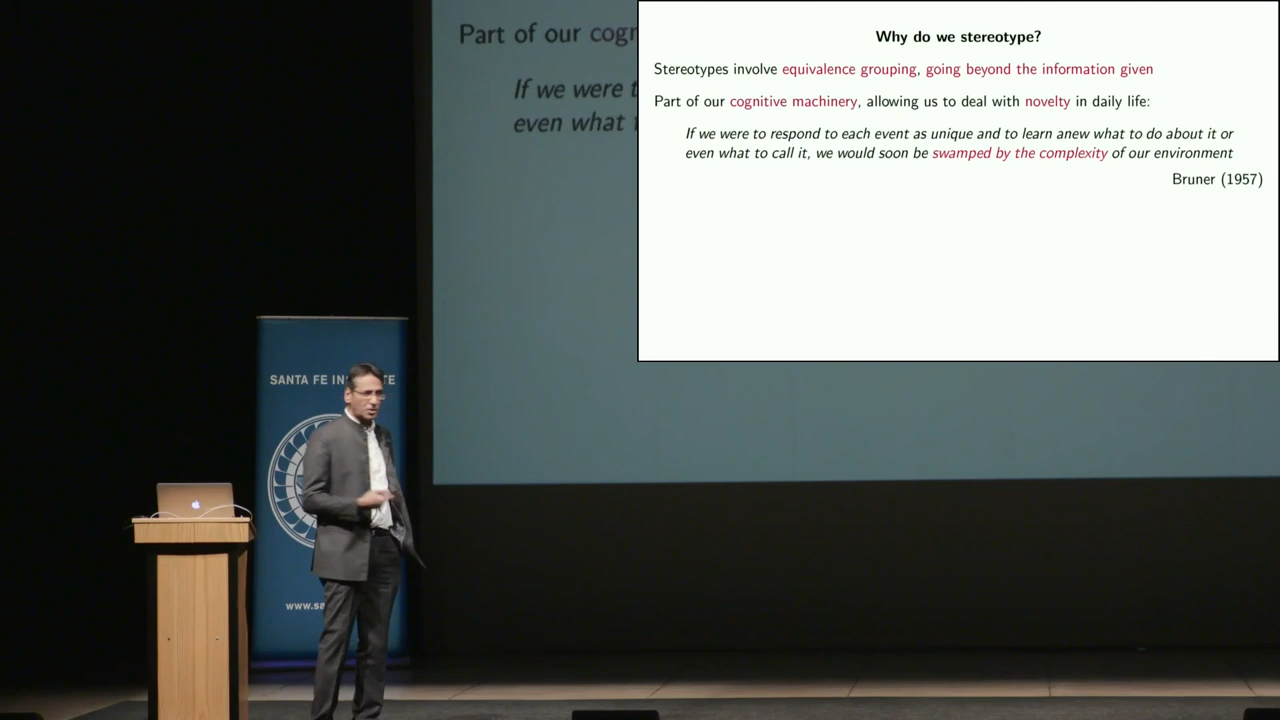 Part of our cogr
If we were t
even what t
Why do we stereotype?
Stereotypes involve equivalence grouping, going beyond the information given
Part of our cognitive machinery, allowing us to deal with novelty in daily life:
If we were to respond to each event as unique and to learn anew what to do about it or
even what to call it, we would soon be swamped by the complexity of our environment
Bruner (1957)
SANTA FE IN TE
www.sa